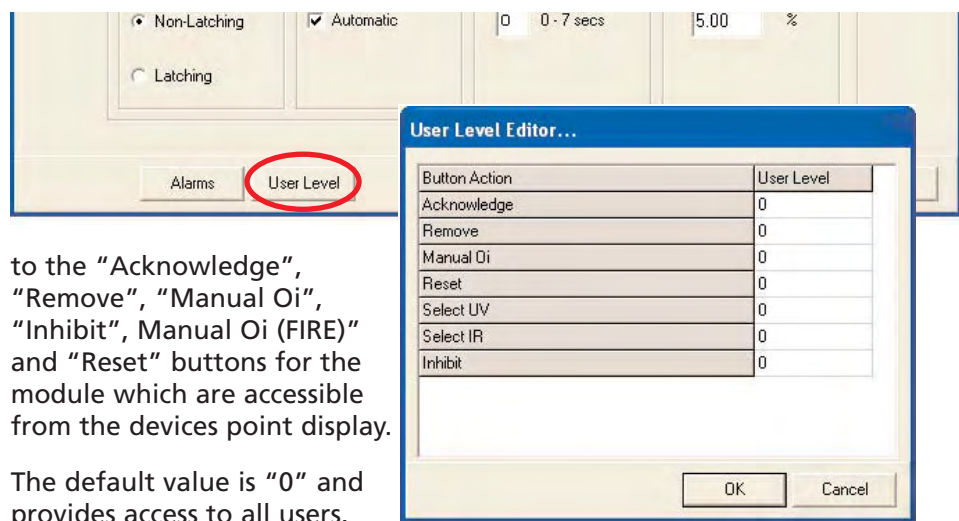 Non-Latching Automatic 0 0 - 7 secs 5.00 %
Latching
Alarms User Level
User Level Editor...
Button Action User Level
Acknowledge 0
Remove 0
Manual Oi 0
Reset 0
Select UV 0
Select IR 0
Inhibit 0
OK Cancel
to the “Acknowledge”,
“Remove”, “Manual Oi”,
“Inhibit”, Manual Oi (FIRE)”
and “Reset” buttons for the
module which are accessible
from the devices point display.
The default value is “0” and
provides access to all users.